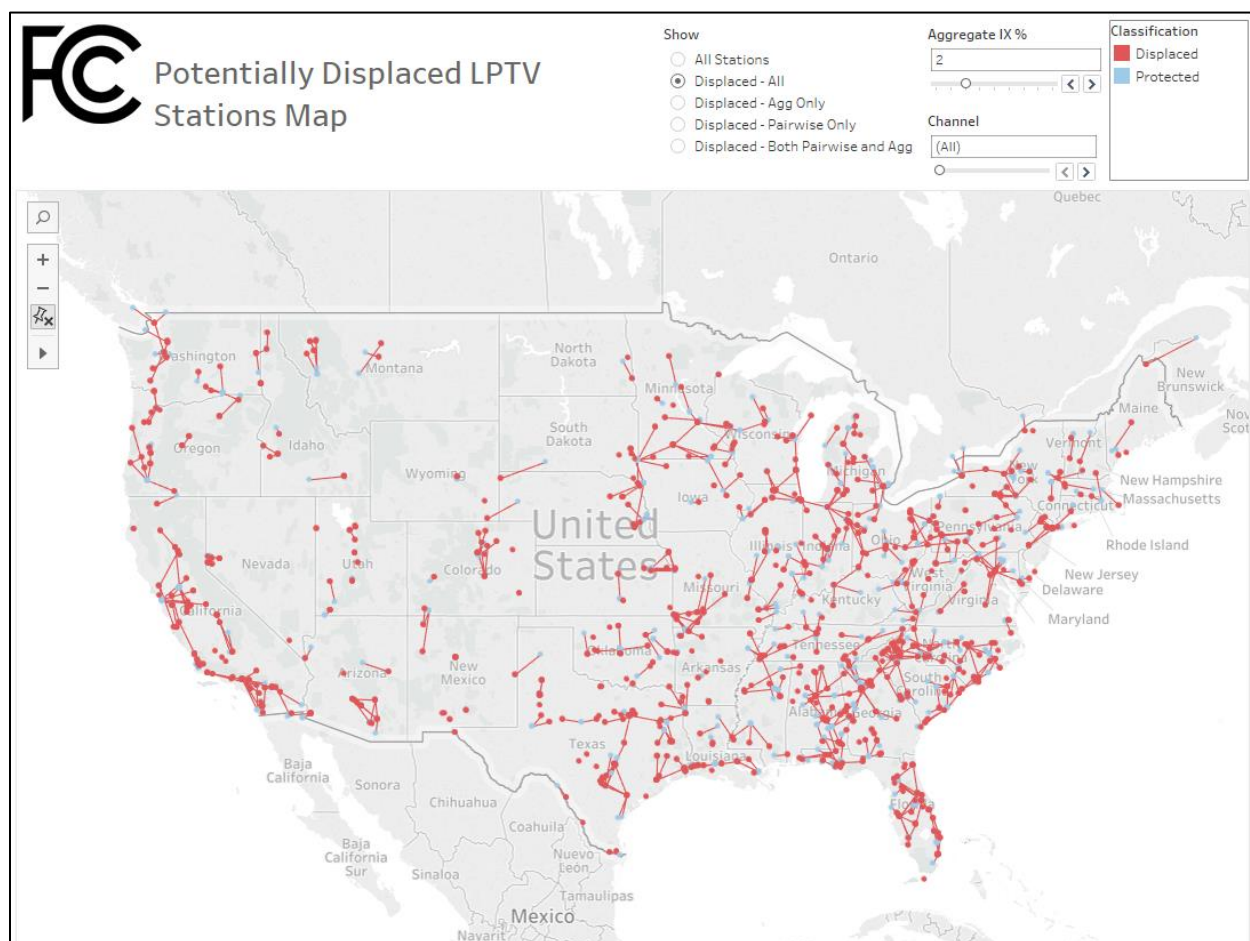 FCC
Potentially Displaced LPTV
Stations Map
Show
All Stations
Displaced - All
Displaced - Agg Only
Displaced - Pairwise Only
Displaced - Both Pairwise and Agg
Aggregate IX %
2
Channel
(All)
Classification
Displaced
Protected
Quebec
Ontario
Washington
Montana
North
Dakota
Minnesota
New
Brunswick
Maine
Nov
Scot
South
Dakota
Wisconsin
Vermont
Oregon
Idaho
Wyoming
Michigan
New
York
New Hampshire
Massachusetts
Iowa
Connecticut
Pennsylvania
Rhode Island
United
States
Nevada
Utah
Colorado
Illinois
Indiana
Ohio
New Jersey
Delaware
Maryland
West
Virginia
Virginia
Missouri
Kentucky
California
Tennessee
North
Oklahoma
Arkansas
Arizona
New
Mexico
South
Carolina
Alabama
Georgia
Texas
Louisiana
Baja
California
Sonora
Chihuahua
Florida
Coahuila
Baja
California
Sur
Sinaloa
Nuevo
León
Tamaulipas
Mexico
Navarit